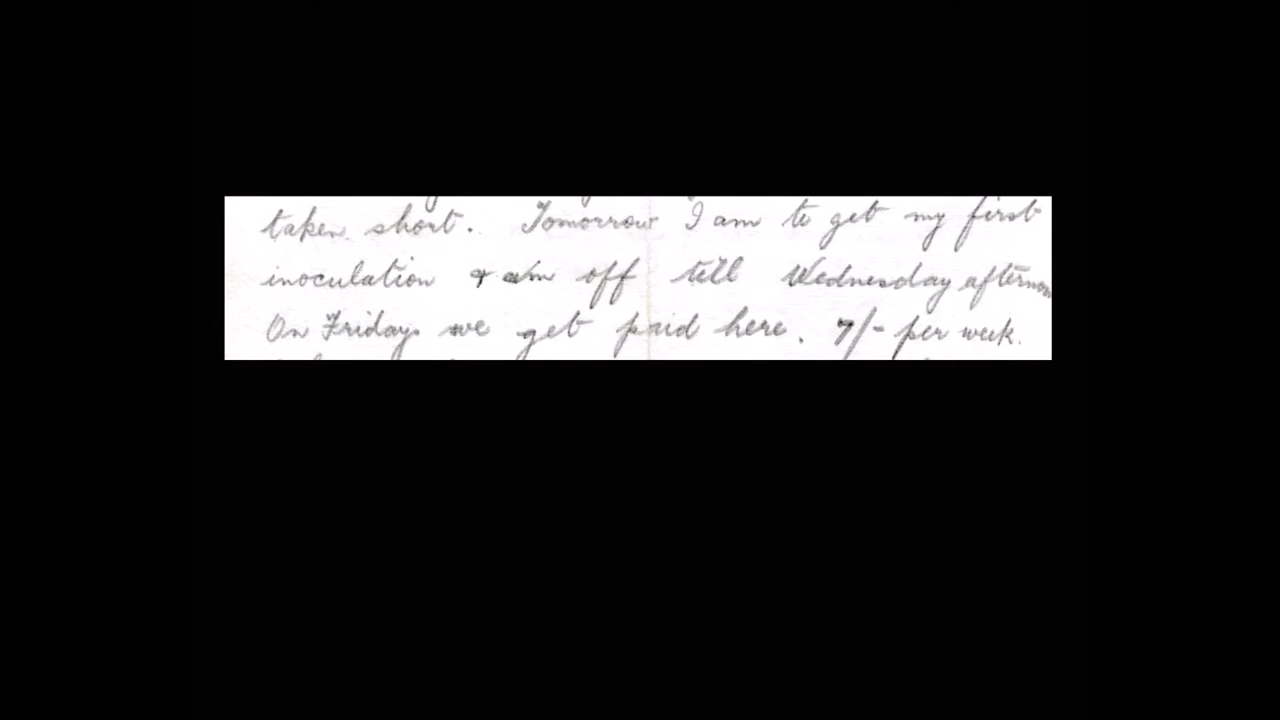 taken short. Tomorrow I am to get my first
inoculation & am off till Wednesday afternoon
On Fridays we get paid here. 7/- per week.